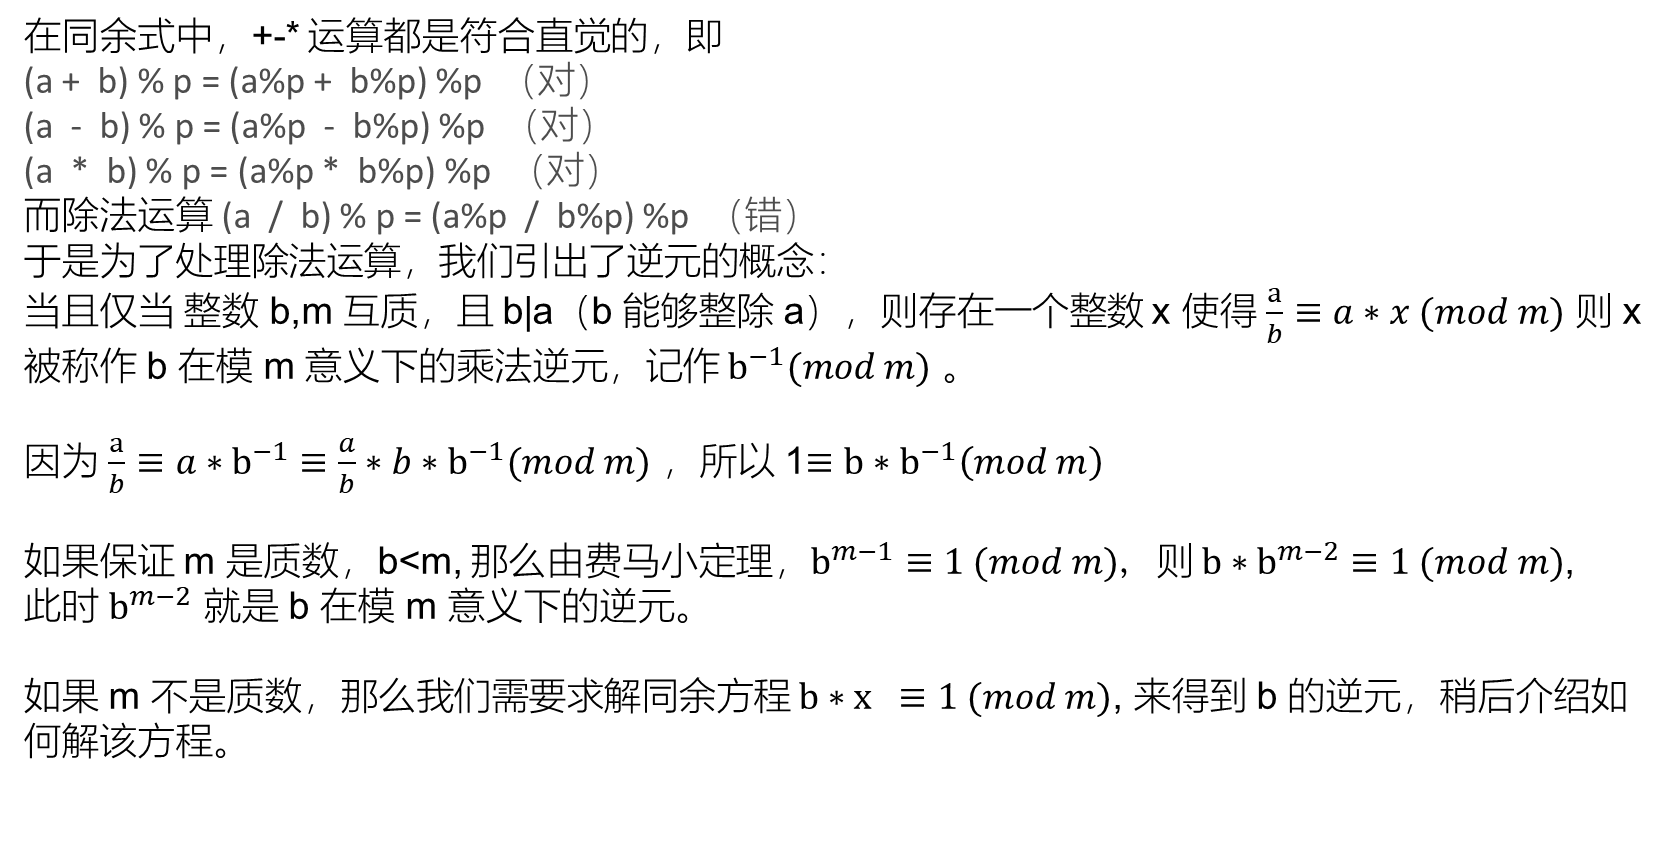 在同余式中，+-* 运算都是符合直觉的，即
(a + b) % p = (a%p + b%p) %p （对）
(a - b) % p = (a%p - b%p) %p （对）
(a * b) % p = (a%p * b%p) %p （对）
而除法运算 (a / b) % p = (a%p / b%p) %p （错）
于是为了处理除法运算，我们引出了逆元的概念：
当且仅当 整数 b,m 互质，且 b|a（b 能够整除 a），则存在一个整数 x 使得 a/b ≡ a * x (mod m) 则 x
被称作 b 在模 m 意义下的乘法逆元，记作 b⁻¹(mod m) 。
因为 a/b ≡ a * b⁻¹ ≡ a/b * b * b⁻¹(mod m) ，所以 1≡ b * b⁻¹(mod m)
如果保证 m 是质数，b<m, 那么由费马小定理，b^{m−1} ≡ 1 (mod m)，则 b * b^{m−2} ≡ 1 (mod m),
此时 b^{m−2} 就是 b 在模 m 意义下的逆元。
如果 m 不是质数，那么我们需要求解同余方程 b * x ≡ 1 (mod m), 来得到 b 的逆元，稍后介绍如
何解该方程。